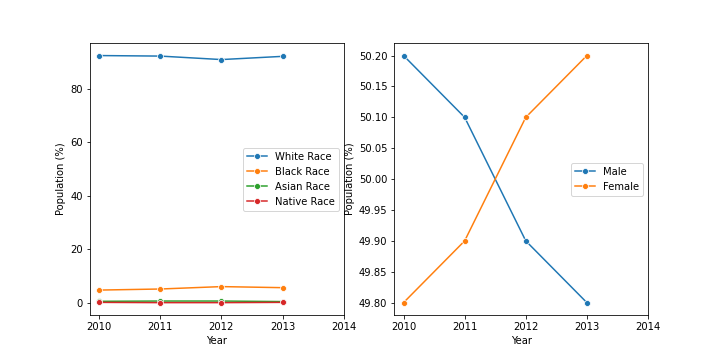 Population (%)
80
60
40
20
0
2010 2011 2012 2013 2014
Year
White Race
Black Race
Asian Race
Native Race
Population (%)
50.20
50.15
50.10
50.05
50.00
49.95
49.90
49.85
49.80
2010 2011 2012 2013 2014
Year
Male
Female